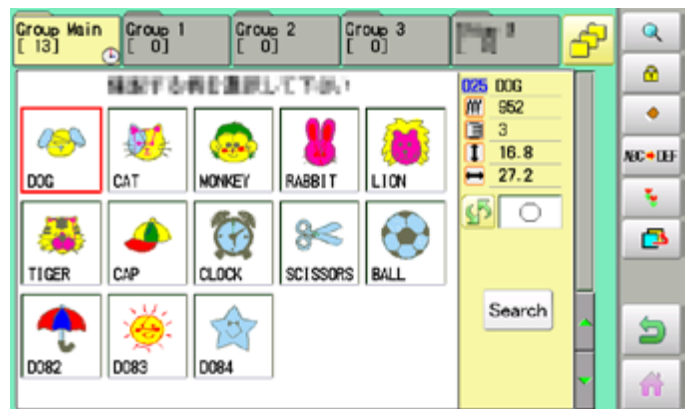 Group Main
[ 13]
Group 1
[ 0]
Group 2
[ 0]
Group 3
[ 0]
025 DOG
952
3
16.8
27.2
DOG
CAT
MONKEY
RABBIT
LION
TIGER
CAP
CLOCK
SCISSORS
BALL
D082
D083
D084
Search
ABC DEF